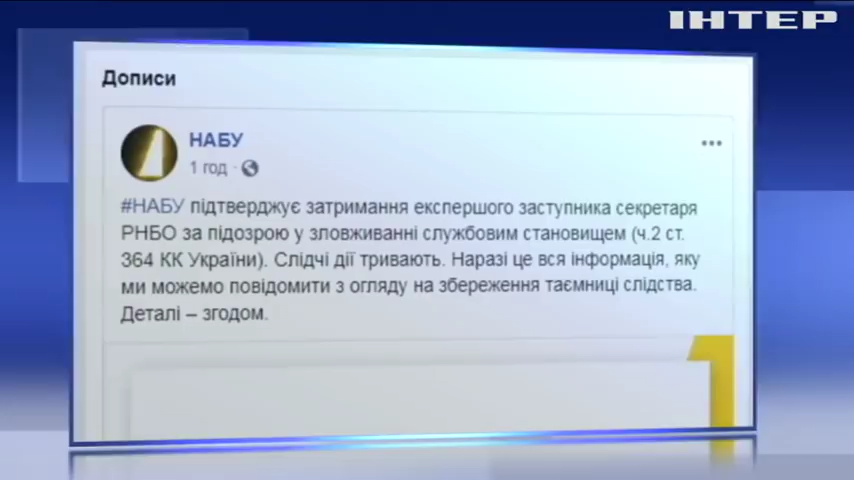 ІНТЕР
Дописи
НАБУ
1 год ·
#НАБУ підтверджує затримання експершого заступника секретаря
РНБО за підозрою у зловживанні службовим становищем (ч.2 ст.
364 КК України). Слідчі дії тривають. Наразі це вся інформація, яку
ми можемо повідомити з огляду на збереження таємниці слідства.
Деталі – згодом.